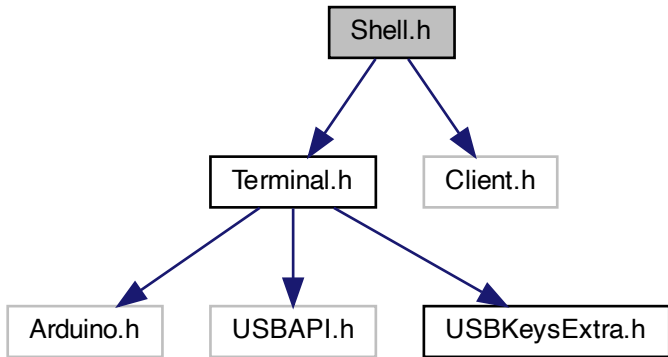 Shell.h
Terminal.h
Client.h
Arduino.h
USBAPI.h
USBKeysExtra.h